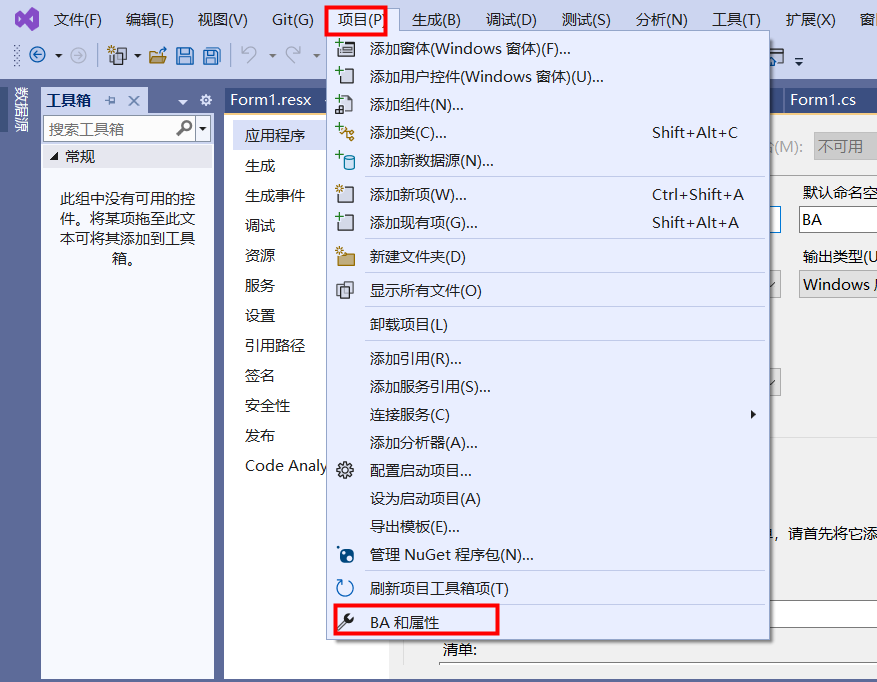 文件(F) 编辑(E) 视图(V) Git(G) 项目(P) 生成(B) 调试(D) 测试(S) 分析(N) 工具(T) 扩展(X)
数据源
工具箱
搜索工具箱
常规
此组中没有可用的控
件。将某项拖至此文
本可将其添加到工具
箱。
Form1.resx
Form1.cs
应用程序
生成
生成事件
调试
资源
服务
设置
引用路径
签名
安全性
发布
Code Analy
添加窗体(Windows 窗体)(F)...
添加用户控件(Windows 窗体)(U)...
添加组件(N)...
添加类(C)... Shift+Alt+C
添加新数据源(N)...
添加新项(W)... Ctrl+Shift+A
添加现有项(G)... Shift+Alt+A
新建文件夹(D)
显示所有文件(O)
卸载项目(L)
添加引用(R)...
添加服务引用(S)...
连接服务(C)
添加分析器(A)...
配置启动项目...
设为启动项目(A)
导出模板(E)...
管理 NuGet 程序包(N)...
刷新项目工具箱项(T)
BA 和属性
(M): 不可用
默认命名空
BA
输出类型(U
Windows
，请首先将它添
清单: